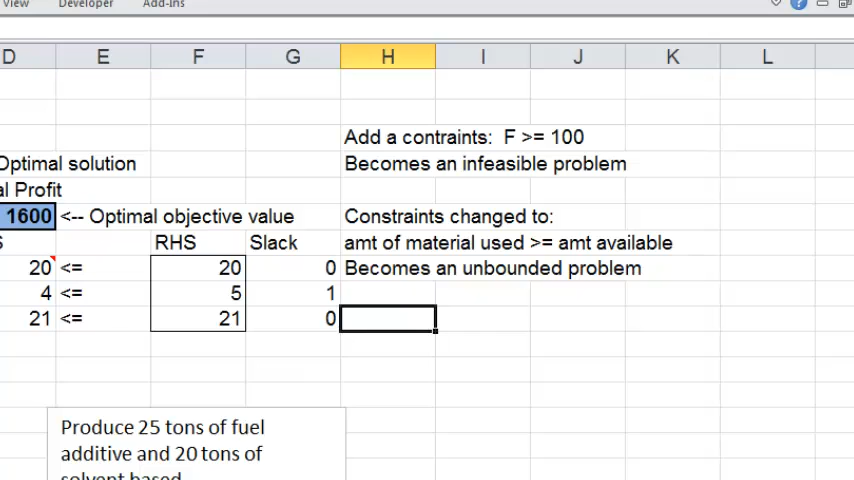 View Developer Add-Ins
D E F G H I J K L
Add a contraints: F >= 100
Optimal solution Becomes an infeasible problem
al Profit
1600 <-- Optimal objective value Constraints changed to:
S RHS Slack amt of material used >= amt available
20 <= 20 0 Becomes an unbounded problem
4 <= 5 1
21 <= 21 0
Produce 25 tons of fuel
additive and 20 tons of
solvent based